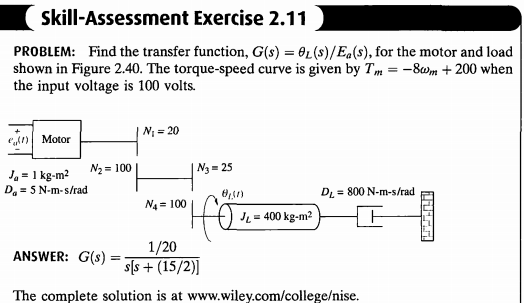 Skill-Assessment Exercise 2.11
PROBLEM: Find the transfer function, G(s) = θL(s)/Ea(s), for the motor and load
shown in Figure 2.40. The torque-speed curve is given by Tm = −8ωm + 200 when
the input voltage is 100 volts.
+
ea(t)
−
Motor
N1 = 20
Ja = 1 kg-m²
Da = 5 N-m-s/rad
N2 = 100
N3 = 25
N4 = 100
θL(t)
JL = 400 kg-m²
DL = 800 N-m-s/rad
ANSWER: G(s) = 1/20 / s[s + (15/2)]
The complete solution is at www.wiley.com/college/nise.